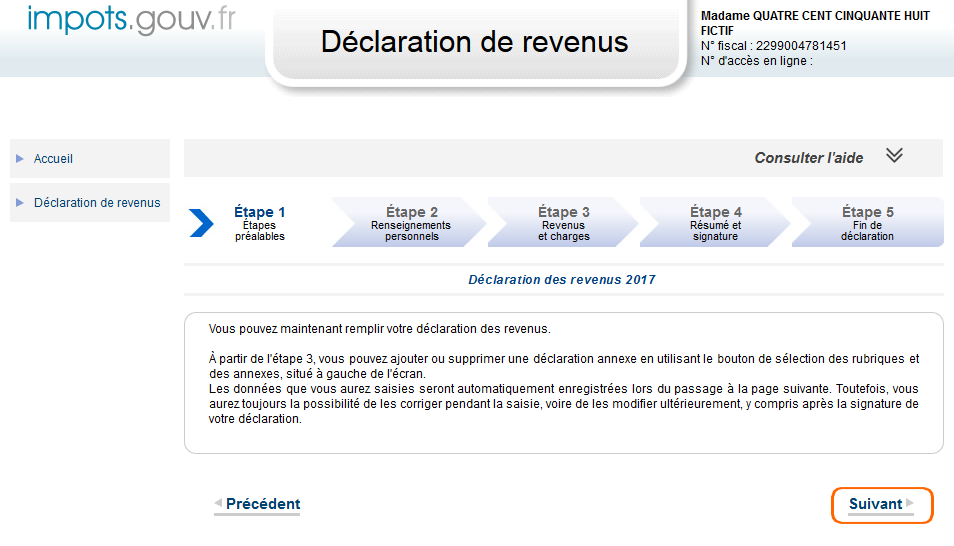 impots.gouv.fr
Déclaration de revenus
Madame QUATRE CENT CINQUANTE HUIT
FICTIF
N° fiscal : 2299004781451
N° d'accès en ligne :
Accueil
Déclaration de revenus
Consulter l'aide
Étape 1
Étapes
préalables
Étape 2
Renseignements
personnels
Étape 3
Revenus
et charges
Étape 4
Résumé et
signature
Étape 5
Fin de
déclaration
Déclaration des revenus 2017
Vous pouvez maintenant remplir votre déclaration des revenus.
À partir de l'étape 3, vous pouvez ajouter ou supprimer une déclaration annexe en utilisant le bouton de sélection des rubriques et
des annexes, situé à gauche de l'écran.
Les données que vous aurez saisies seront automatiquement enregistrées lors du passage à la page suivante. Toutefois, vous
aurez toujours la possibilité de les corriger pendant la saisie, voire de les modifier ultérieurement, y compris après la signature de
votre déclaration.
Précédent
Suivant